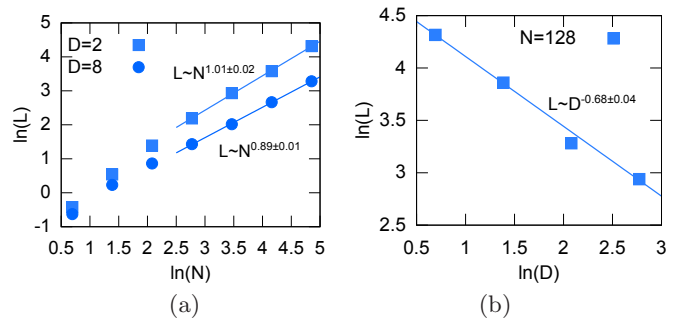 D=2
D=8
L~N^1.01±0.02
L~N^0.89±0.01
ln(L)
5
4
3
2
1
0
-1
0.5 1 1.5 2 2.5 3 3.5 4 4.5 5
ln(N)
(a)
N=128
L~D^-0.68±0.04
ln(L)
4.5
4
3.5
3
2.5
0.5 1 1.5 2 2.5 3
ln(D)
(b)